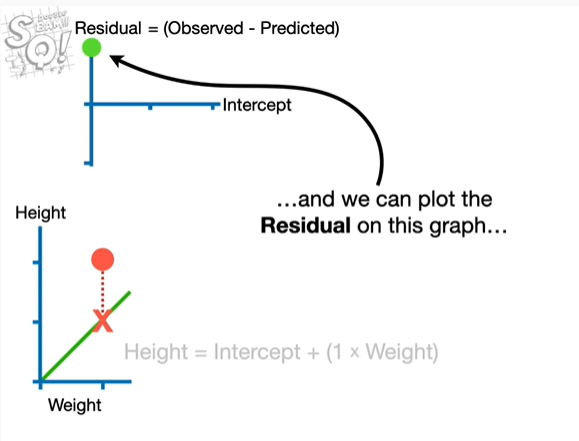 Residual = (Observed - Predicted)
Intercept
...and we can plot the
Residual on this graph...
Height
Height = Intercept + (1 × Weight)
Weight